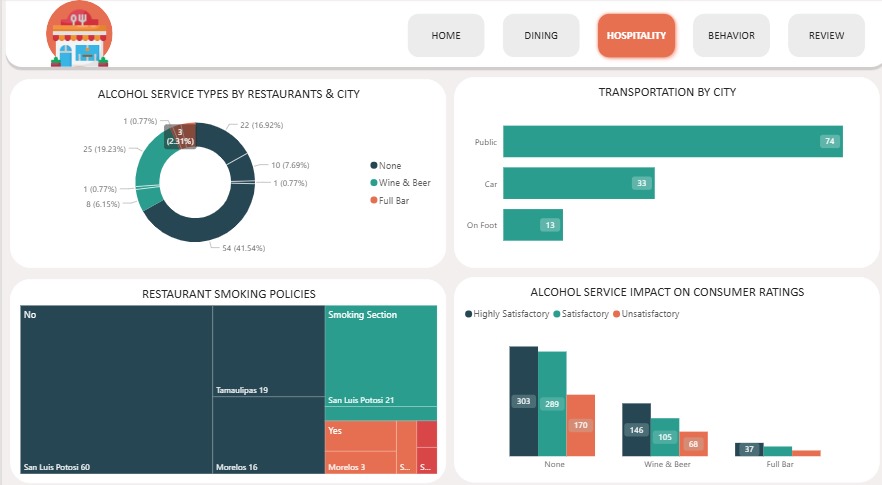 HOME
DINING
HOSPITALITY
BEHAVIOR
REVIEW
ALCOHOL SERVICE TYPES BY RESTAURANTS & CITY
1 (0.77%)
3
(2.31%)
22 (16.92%)
25 (19.23%)
10 (7.69%)
1 (0.77%)
1 (0.77%)
8 (6.15%)
54 (41.54%)
None
Wine & Beer
Full Bar
TRANSPORTATION BY CITY
Public
74
Car
33
On Foot
13
RESTAURANT SMOKING POLICIES
No
Smoking Section
Tamaulipas 19
San Luis Potosi 21
Yes
San Luis Potosi 60
Morelos 16
Morelos 3
S...
S...
ALCOHOL SERVICE IMPACT ON CONSUMER RATINGS
Highly Satisfactory
Satisfactory
Unsatisfactory
303
289
170
146
105
68
37
None
Wine & Beer
Full Bar